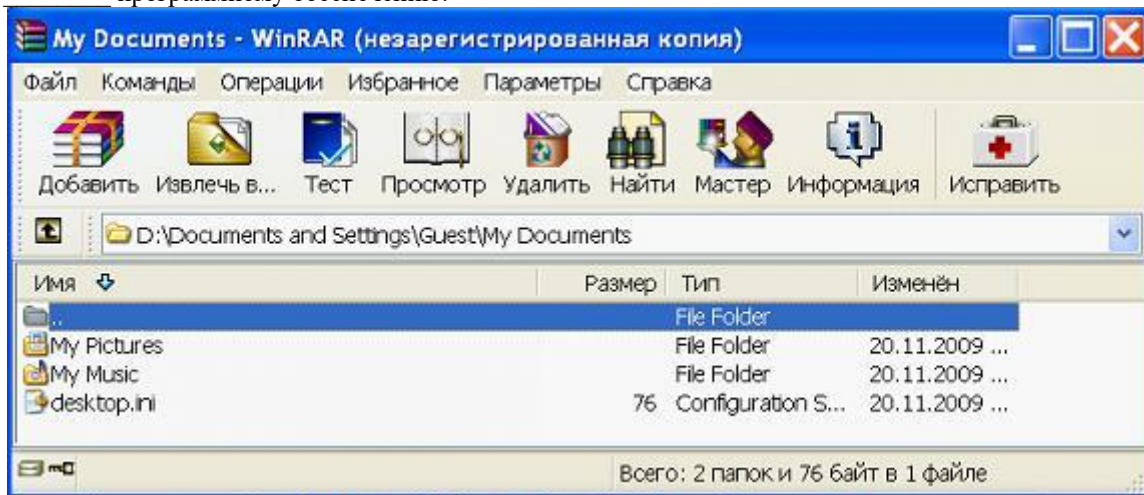 My Documents - WinRAR (незарегистрированная копия)
Файл Команды Операции Избранное Параметры Справка
Добавить Извлечь в... Тест Просмотр Удалить Найти Мастер Информация Исправить
D:\Documents and Settings\Guest\My Documents
Имя Размер Тип Изменён
.. File Folder
My Pictures File Folder 20.11.2009 ...
My Music File Folder 20.11.2009 ...
desktop.ini 76 Configuration S... 20.11.2009 ...
Всего: 2 папок и 76 байт в 1 файле